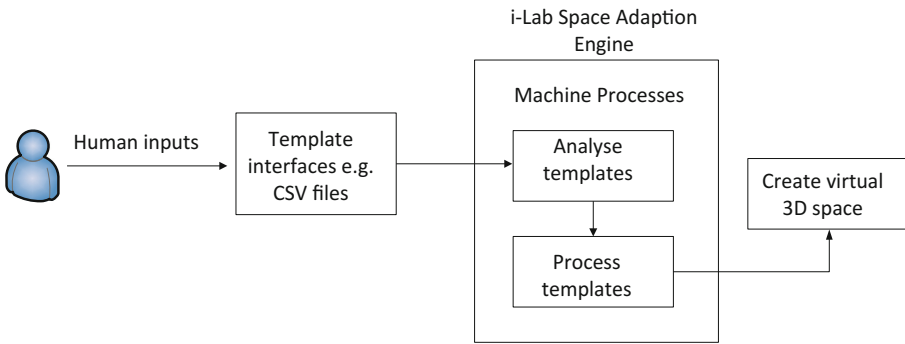 i-Lab Space Adaption
Engine
Machine Processes
Human inputs
Template
interfaces e.g.
CSV files
Analyse
templates
Process
templates
Create virtual
3D space